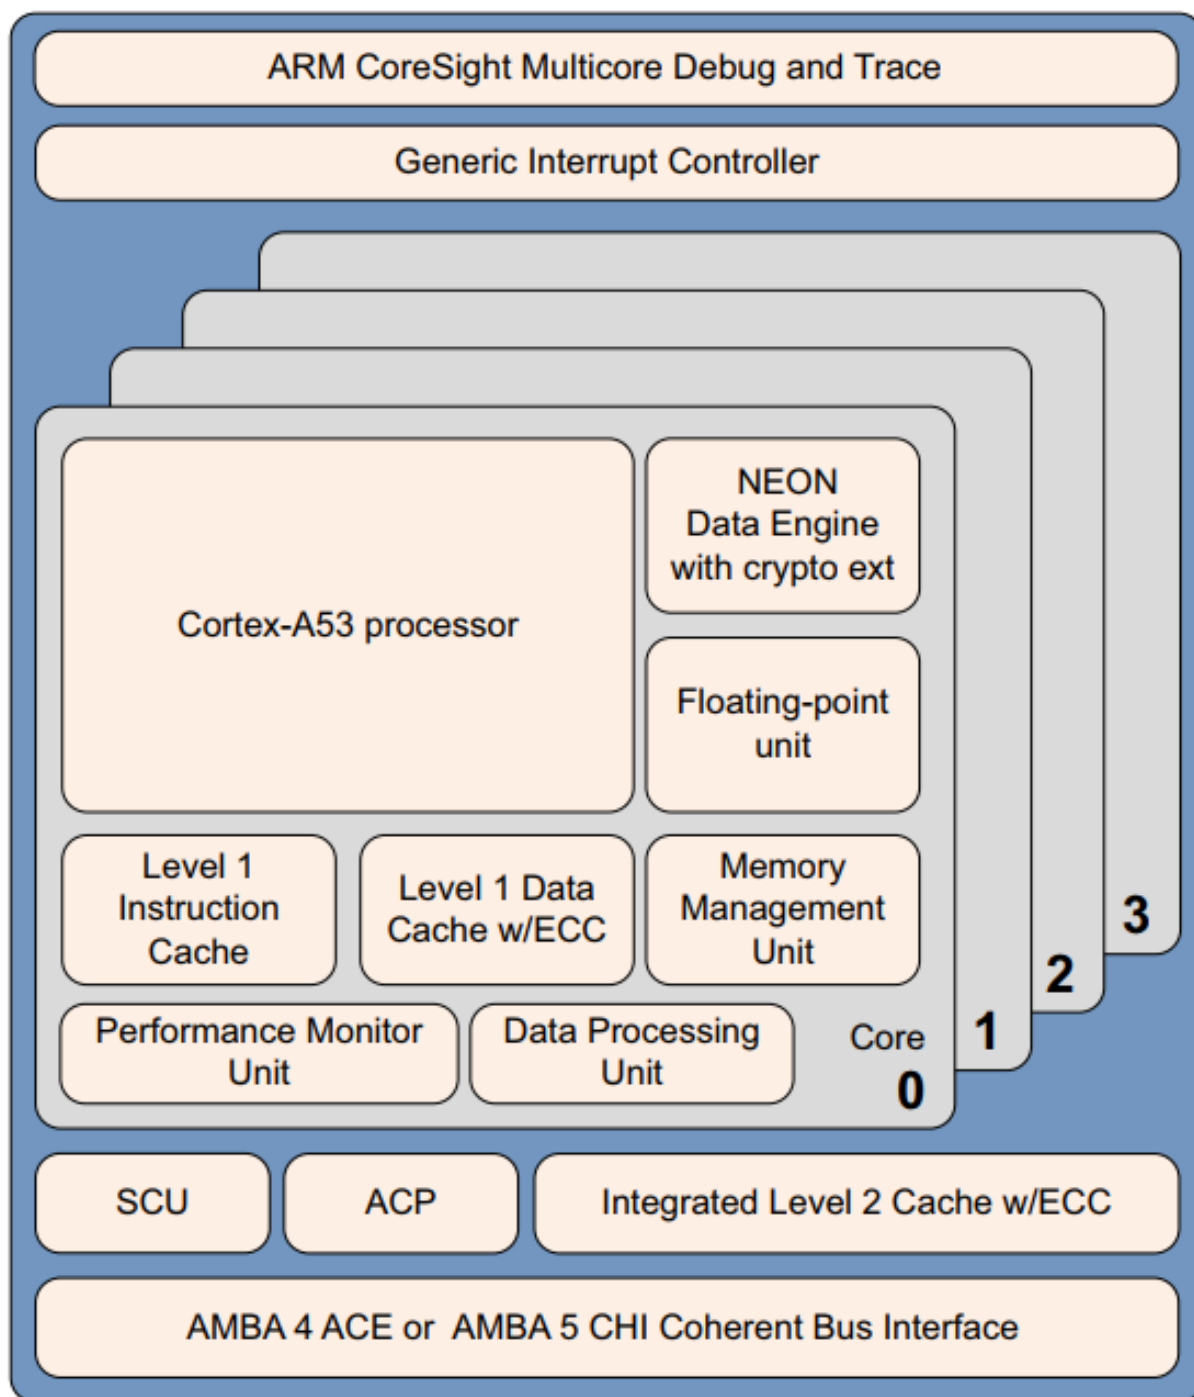 ARM CoreSight Multicore Debug and Trace
Generic Interrupt Controller
Cortex-A53 processor
NEON
Data Engine
with crypto ext
Floating-point
unit
Level 1
Instruction
Cache
Level 1 Data
Cache w/ECC
Memory
Management
Unit
Performance Monitor
Unit
Data Processing
Unit
Core
0
1
2
3
SCU
ACP
Integrated Level 2 Cache w/ECC
AMBA 4 ACE or AMBA 5 CHI Coherent Bus Interface